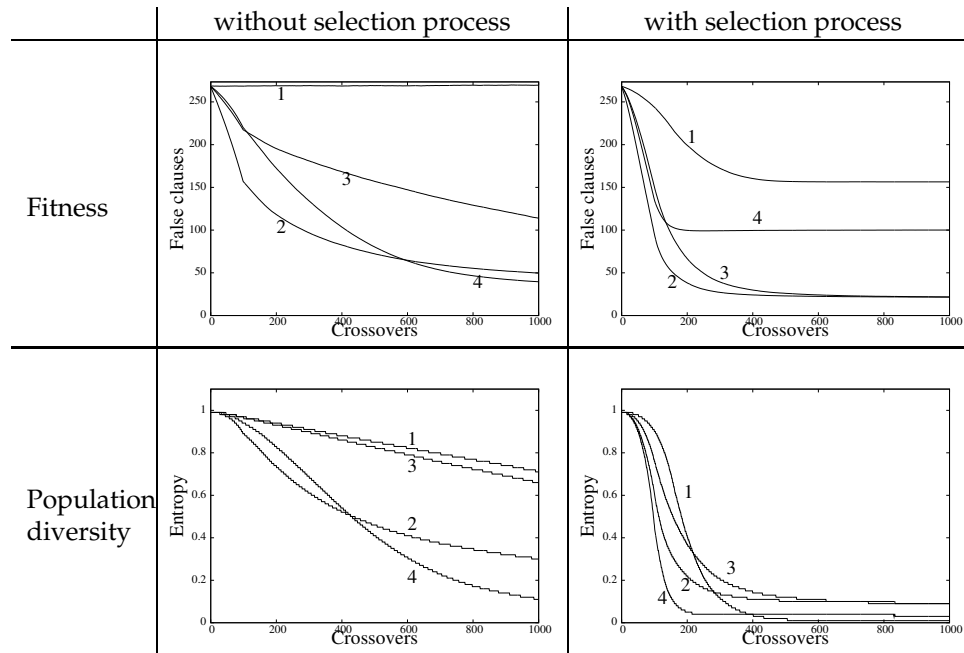 without selection process
with selection process
Fitness
False clauses
250
200
150
100
50
0
0 200 400 600 800 1000
Crossovers
1
3
2
4
False clauses
250
200
150
100
50
0
0 200 400 600 800 1000
Crossovers
1
4
3
2
Population
diversity
Entropy
1
0.8
0.6
0.4
0.2
0
0 200 400 600 800 1000
Crossovers
1
3
2
4
Entropy
1
0.8
0.6
0.4
0.2
0
0 200 400 600 800 1000
Crossovers
1
3
2
4